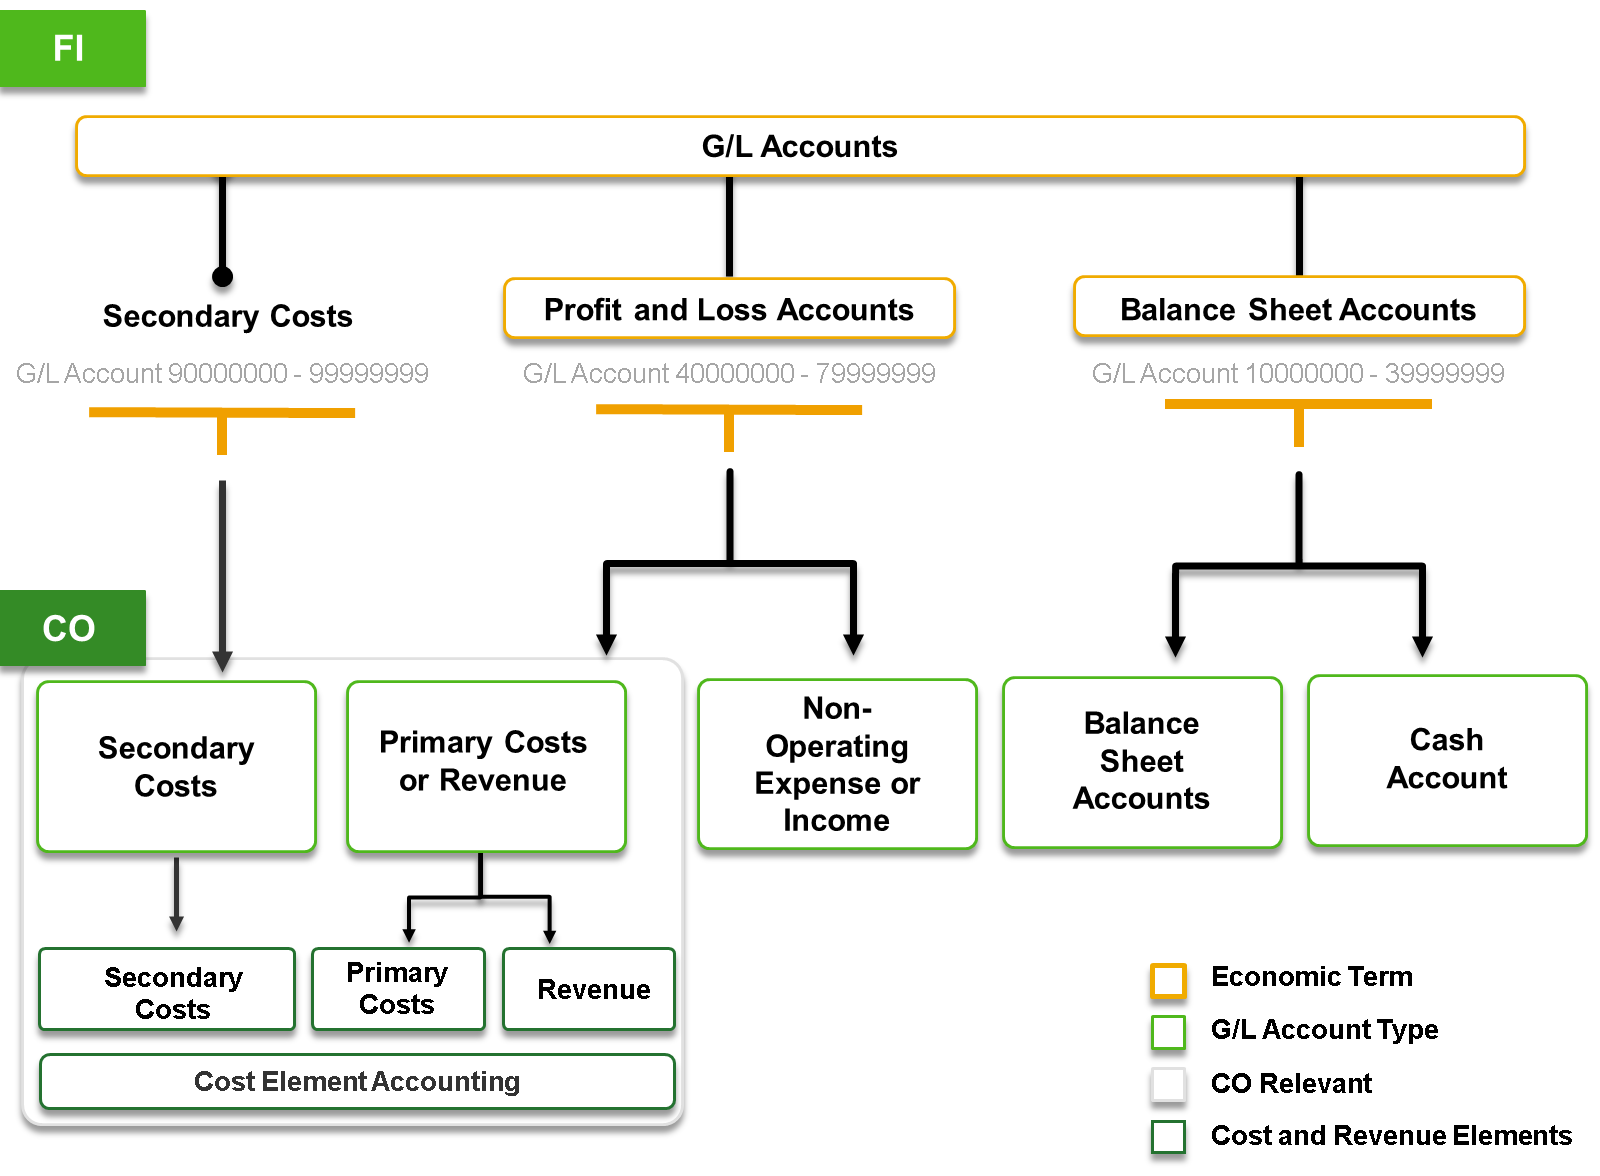 FI
G/L Accounts
Secondary Costs
Profit and Loss Accounts
Balance Sheet Accounts
G/L Account 90000000 - 99999999
G/L Account 40000000 - 79999999
G/L Account 10000000 - 39999999
CO
Secondary
Costs
Primary Costs
or Revenue
Non-
Operating
Expense or
Income
Balance
Sheet
Accounts
Cash
Account
Secondary
Costs
Primary
Costs
Revenue
Cost Element Accounting
Economic Term
G/L Account Type
CO Relevant
Cost and Revenue Elements